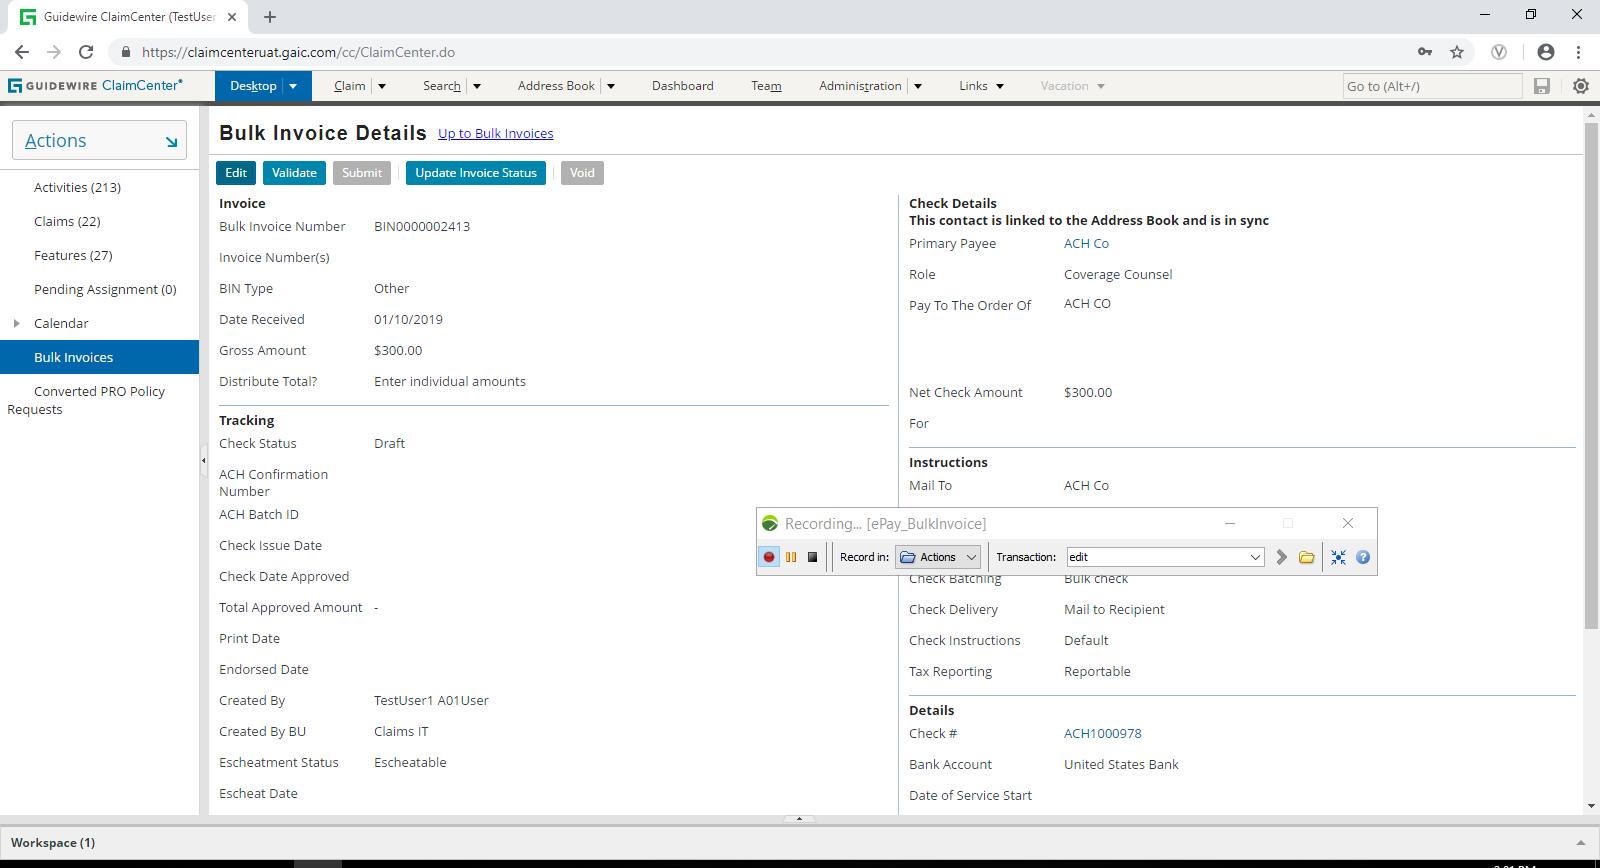 Guidewire ClaimCenter (TestUser
https://claimcenteruat.gaic.com/cc/ClaimCenter.do
GUIDEWIRE ClaimCenter®
Desktop
Claim
Search
Address Book
Dashboard
Team
Administration
Links
Vacation
Go to (Alt+/)
Actions
Activities (213)
Claims (22)
Features (27)
Pending Assignment (0)
Calendar
Bulk Invoices
Converted PRO Policy
Requests
Bulk Invoice Details Up to Bulk Invoices
Edit Validate Submit Update Invoice Status Void
Invoice
Bulk Invoice Number BIN0000002413
Invoice Number(s)
BIN Type Other
Date Received 01/10/2019
Gross Amount $300.00
Distribute Total? Enter individual amounts
Tracking
Check Status Draft
ACH Confirmation
Number
ACH Batch ID
Check Issue Date
Check Date Approved
Total Approved Amount -
Print Date
Endorsed Date
Created By TestUser1 A01User
Created By BU Claims IT
Escheatment Status Escheatable
Escheat Date
Check Details
This contact is linked to the Address Book and is in sync
Primary Payee ACH Co
Role Coverage Counsel
Pay To The Order Of ACH CO
Net Check Amount $300.00
For
Instructions
Mail To ACH Co
Recording... [ePay_BulkInvoice]
Record in: Actions Transaction: edit
Check Batching Bulk check
Check Delivery Mail to Recipient
Check Instructions Default
Tax Reporting Reportable
Details
Check # ACH1000978
Bank Account United States Bank
Date of Service Start
Workspace (1)